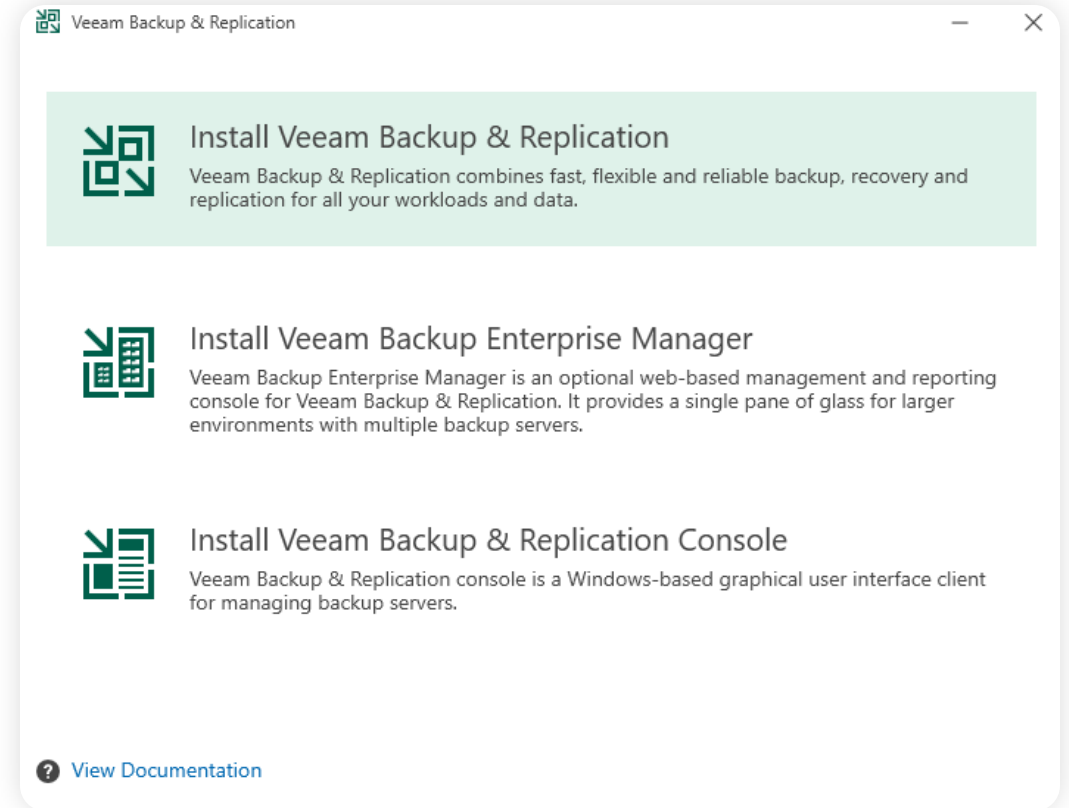 Veeam Backup & Replication
Install Veeam Backup & Replication
Veeam Backup & Replication combines fast, flexible and reliable backup, recovery and
replication for all your workloads and data.
Install Veeam Backup Enterprise Manager
Veeam Backup Enterprise Manager is an optional web-based management and reporting
console for Veeam Backup & Replication. It provides a single pane of glass for larger
environments with multiple backup servers.
Install Veeam Backup & Replication Console
Veeam Backup & Replication console is a Windows-based graphical user interface client
for managing backup servers.
? View Documentation